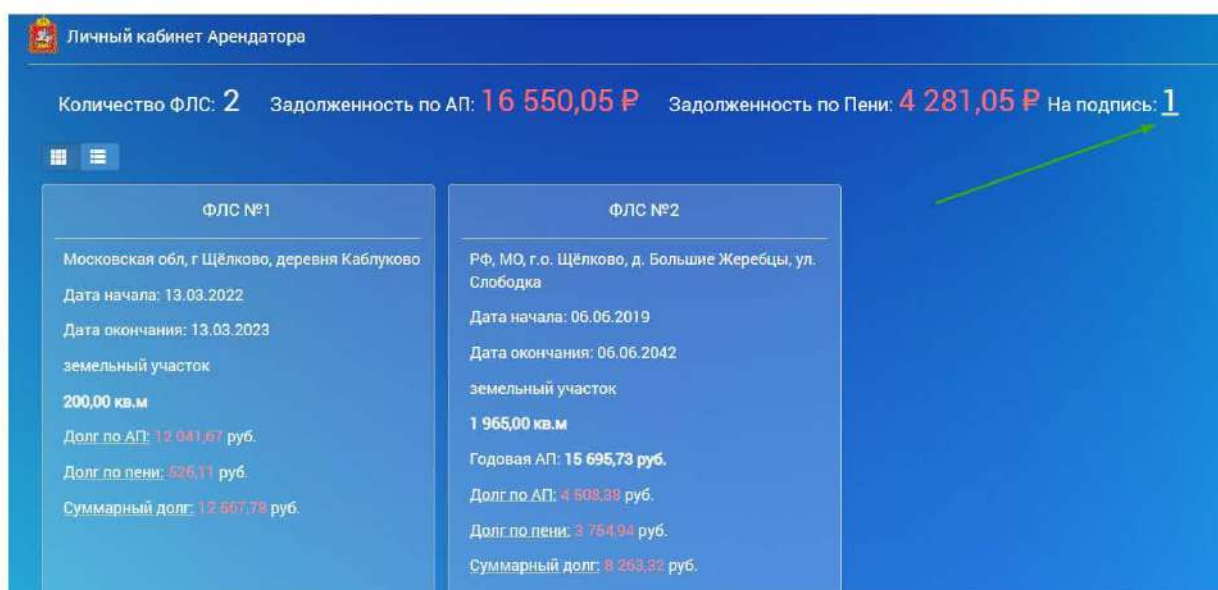 Личный кабинет Арендатора
Количество ФЛС: 2 Задолженность по АП: 16 550,05 ₽ Задолженность по Пени: 4 281,05 ₽ На подпись: 1
ФЛС №1
Московская обл, г Щёлково, деревня Каблуково
Дата начала: 13.03.2022
Дата окончания: 13.03.2023
земельный участок
200,00 кв.м
Долг по АП: 12 041,67 руб.
Долг по пени: 526,11 руб.
Суммарный долг: 12 567,78 руб.
ФЛС №2
РФ, МО, г.о. Щёлково, д. Большие Жеребцы, ул.
Слободка
Дата начала: 06.06.2019
Дата окончания: 06.06.2042
земельный участок
1 965,00 кв.м
Годовая АП: 15 695,73 руб.
Долг по АП: 4 508,38 руб.
Долг по пени: 3 754,94 руб.
Суммарный долг: 8 263,32 руб.